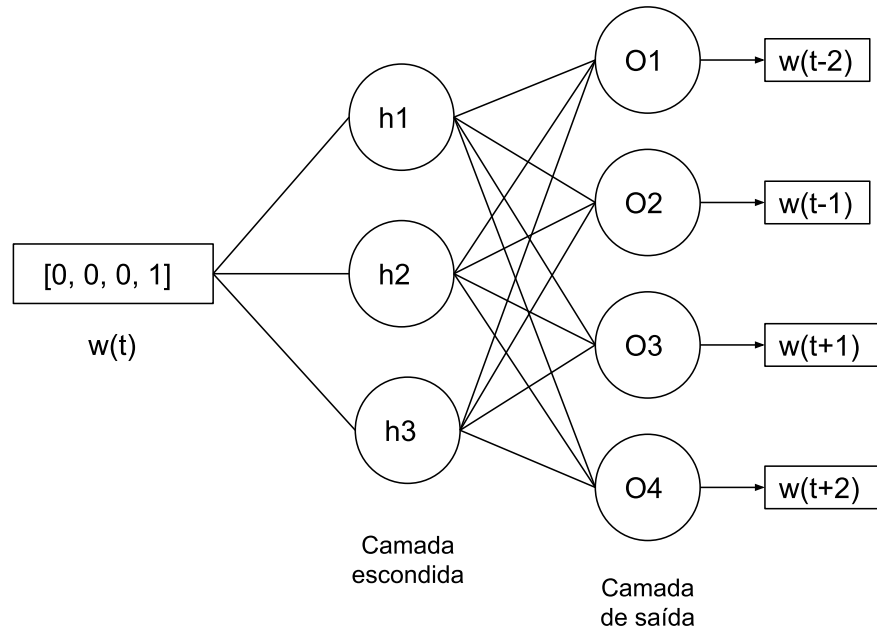 [0, 0, 0, 1]
w(t)
h1
h2
h3
Camada
escondida
O1
O2
O3
O4
Camada
de saída
w(t-2)
w(t-1)
w(t+1)
w(t+2)